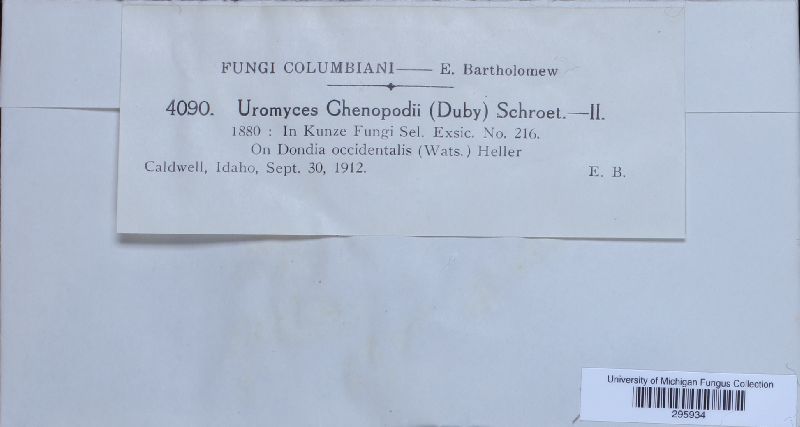 FUNGI COLUMBIANI—— E. Bartholomew
4090. Uromyces Chenopodii (Duby) Schroet.—II.
1880 : In Kunze Fungi Sel. Exsic. No. 216.
On Dondia occidentalis (Wats.) Heller
Caldwell, Idaho, Sept. 30, 1912. E. B.
University of Michigan Fungus Collection
295934